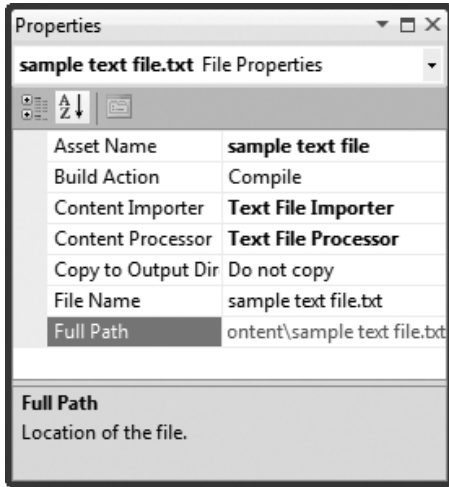 Properties
sample text file.txt File Properties
Asset Name sample text file
Build Action Compile
Content Importer Text File Importer
Content Processor Text File Processor
Copy to Output Dir Do not copy
File Name sample text file.txt
Full Path ontent\sample text file.txt
Full Path
Location of the file.